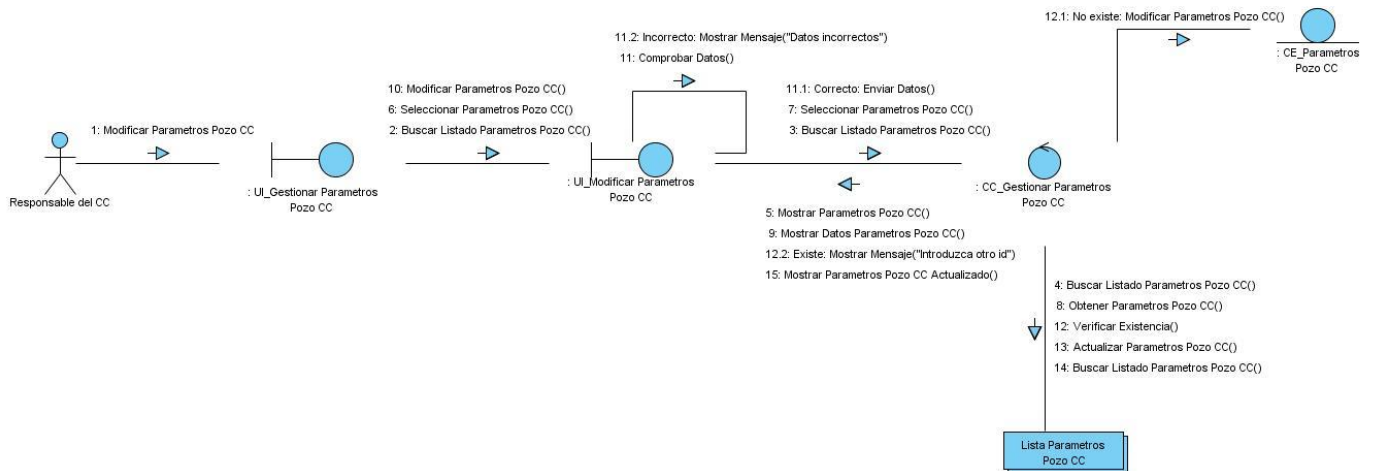 12.1: No existe: Modificar Parametros Pozo CC()
: CE_Parametros
Pozo CC
11.2: Incorrecto: Mostrar Mensaje("Datos incorrectos")
11: Comprobar Datos()
10: Modificar Parametros Pozo CC()
6: Seleccionar Parametros Pozo CC()
2: Buscar Listado Parametros Pozo CC()
11.1: Correcto: Enviar Datos()
7: Seleccionar Parametros Pozo CC()
3: Buscar Listado Parametros Pozo CC()
1: Modificar Parametros Pozo CC
Responsable del CC
: UI_Gestionar Parametros
Pozo CC
: UI_Modificar Parametros
Pozo CC
: CC_Gestionar Parametros
Pozo CC
5: Mostrar Parametros Pozo CC()
9: Mostrar Datos Parametros Pozo CC()
12.2: Existe: Mostrar Mensaje("Introduzca otro id")
15: Mostrar Parametros Pozo CC Actualizado()
4: Buscar Listado Parametros Pozo CC()
8: Obtener Parametros Pozo CC()
12: Verificar Existencia()
13: Actualizar Parametros Pozo CC()
14: Buscar Listado Parametros Pozo CC()
Lista Parametros
Pozo CC